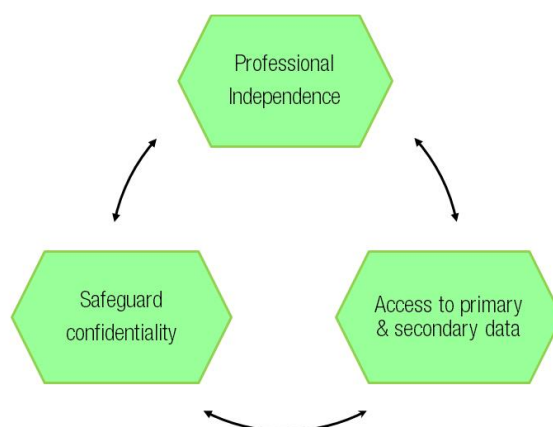 Professional
Independence
Safeguard
confidentiality
Access to primary
& secondary data